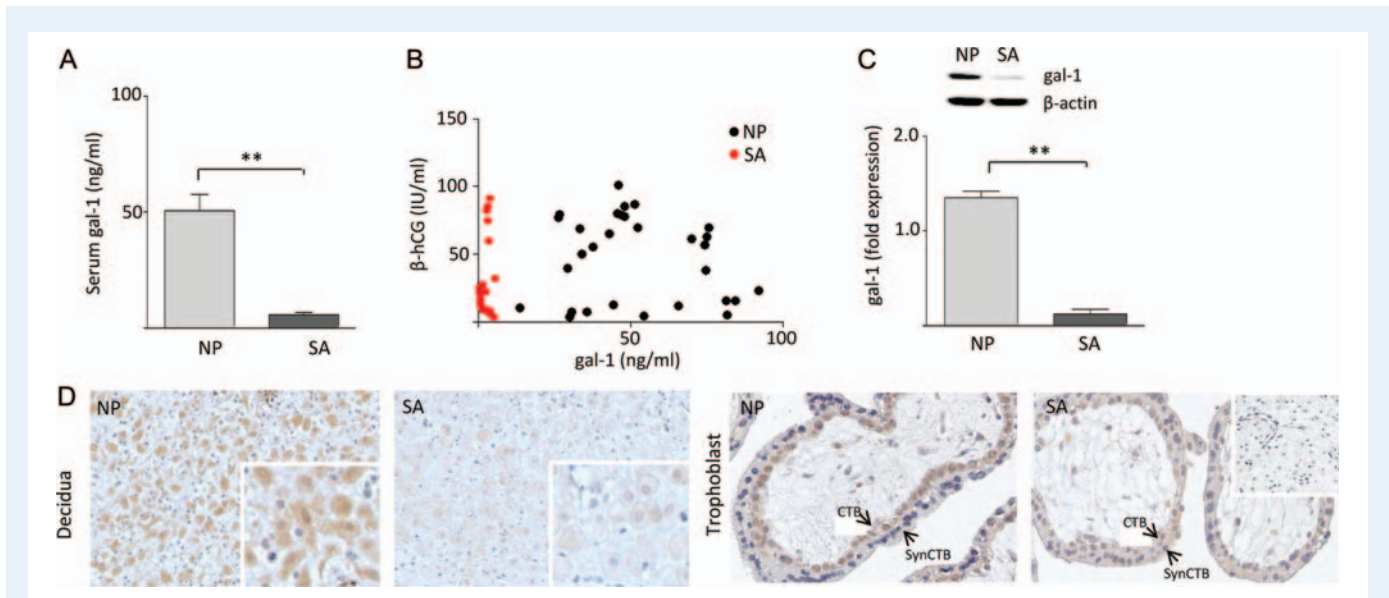 A
Serum gal-1 (ng/ml)
100
50
**
NP
SA
B
β-hCG (IU/ml)
150
100
50
NP
SA
50
100
gal-1 (ng/ml)
C
NP SA
gal-1
β-actin
gal-1 (fold expression)
2.0
1.0
**
NP
SA
D
Decidua
NP
SA
Trophoblast
NP
CTB
SynCTB
SA
CTB
SynCTB